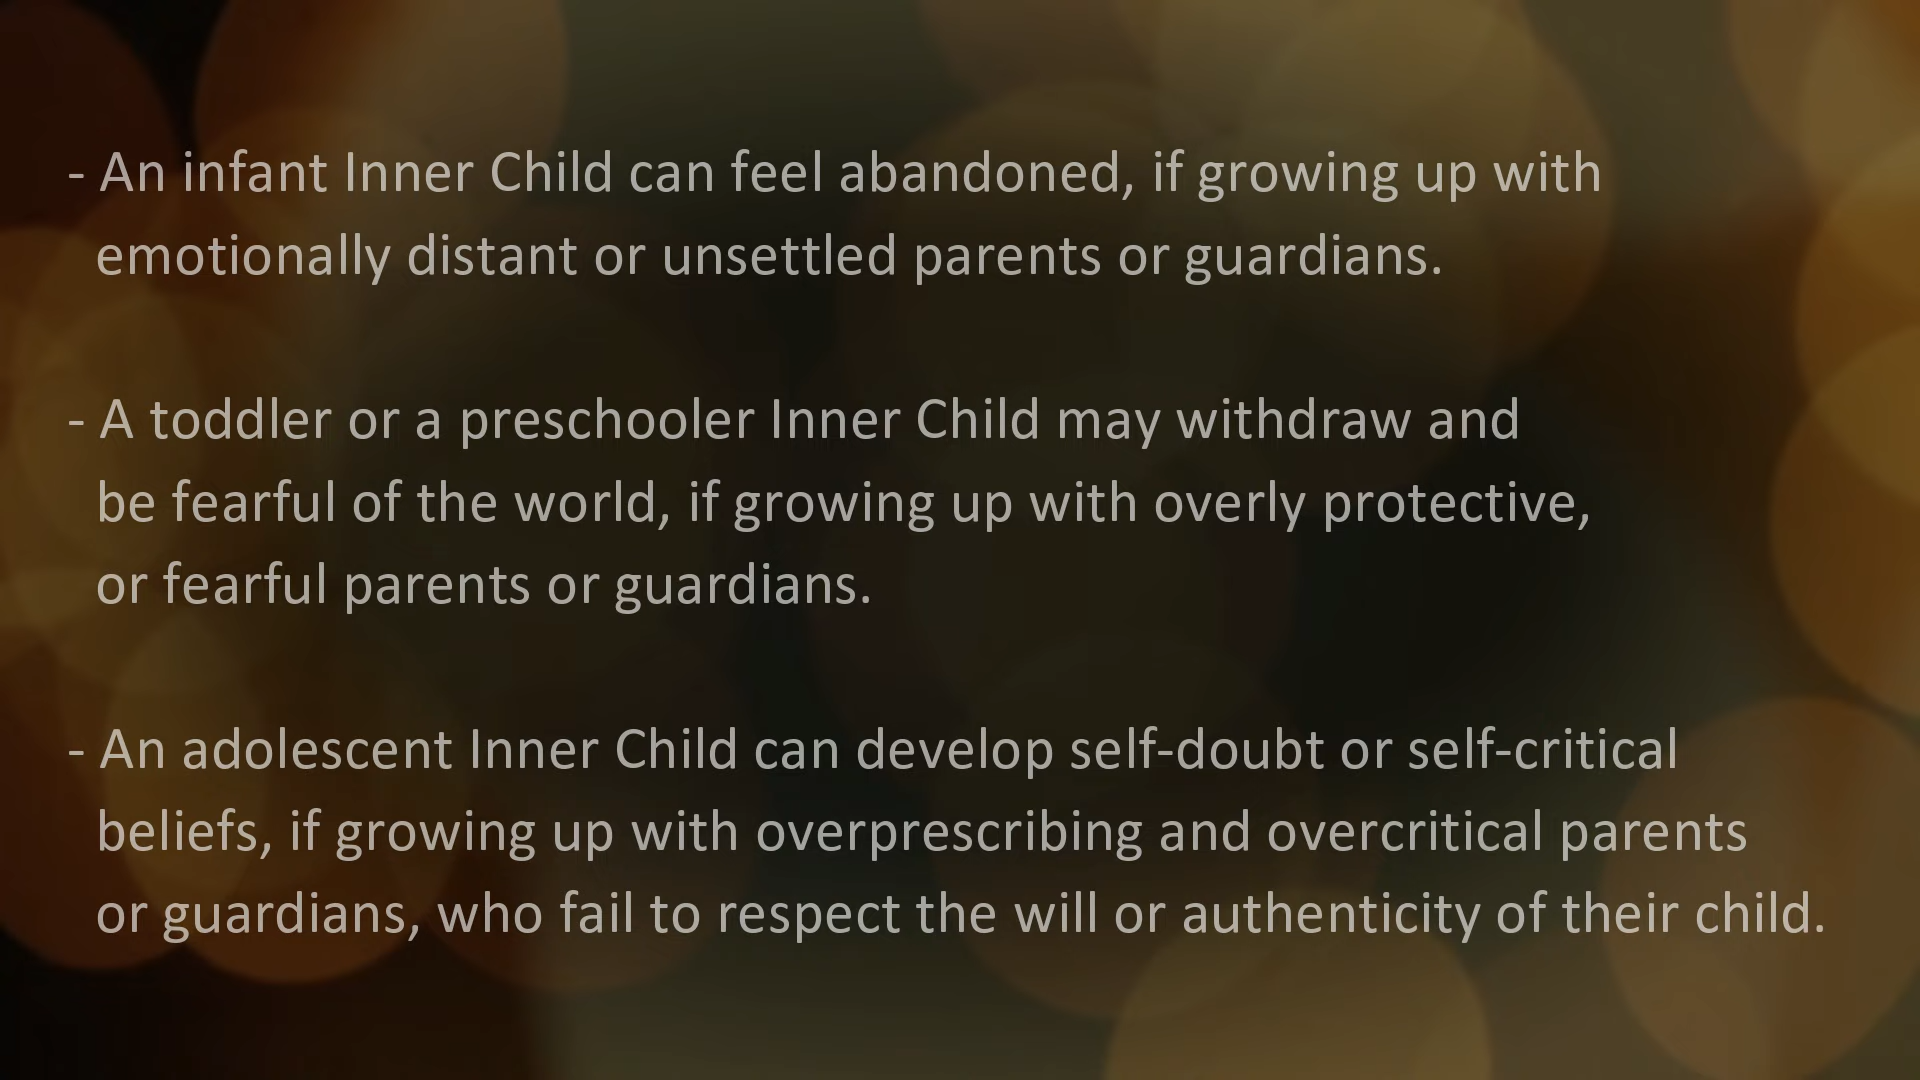 - An infant Inner Child can feel abandoned, if growing up with
emotionally distant or unsettled parents or guardians.
- A toddler or a preschooler Inner Child may withdraw and
be fearful of the world, if growing up with overly protective,
or fearful parents or guardians.
- An adolescent Inner Child can develop self-doubt or self-critical
beliefs, if growing up with overprescribing and overcritical parents
or guardians, who fail to respect the will or authenticity of their child.